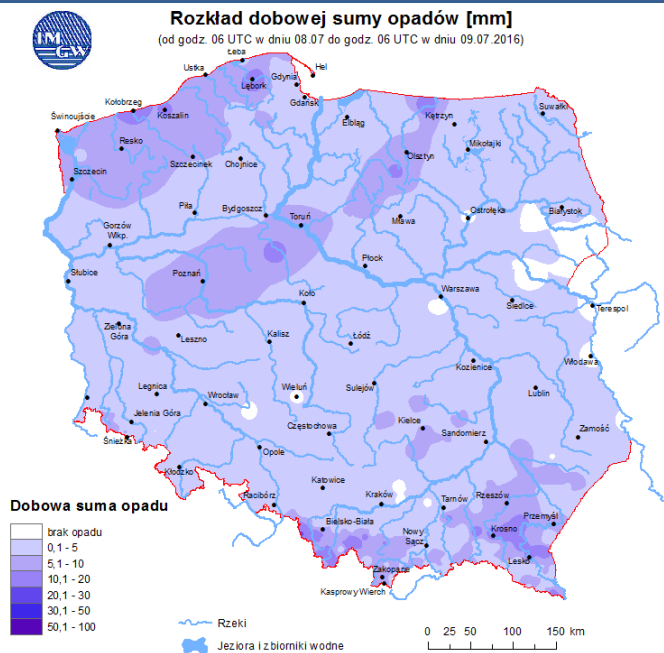 Rozkład dobowej sumy opadów [mm]
(od godz. 06 UTC w dniu 08.07 do godz. 06 UTC w dniu 09.07.2016)
IM
GW
Łeba
Ustka
Hel
Gdynia
Lębork
Gdańsk
Kołobrzeg
Koszalin
Świnoujście
Elbląg
Kętrzyn
Suwałki
Resko
Mikołajki
Olsztyn
Szczecinek
Chojnice
Szczecin
Piła
Bydgoszcz
Toruń
Mława
Ostrołęka
Białystok
Gorzów
Wlkp.
Płock
Słubice
Poznań
Koło
Warszawa
Siedlce
Terespol
Zielona
Góra
Leszno
Kalisz
Łódź
Kozienice
Włodawa
Legnica
Wrocław
Wieluń
Sulejów
Lublin
Jelenia Góra
Częstochowa
Kielce
Sandomierz
Zamość
Śnieżka
Opole
Kłodzko
Katowice
Racibórz
Kraków
Tarnów
Rzeszów
Bielsko-Biała
Nowy
Sącz
Krosno
Przemyśl
Lesko
Zakopane
Kasprowy Wierch
Dobowa suma opadu
brak opadu
0,1 - 5
5,1 - 10
10,1 - 20
20,1 - 30
30,1 - 50
50,1 - 100
Rzeki
Jeziora i zbiorniki wodne
0 25 50 100 150 km